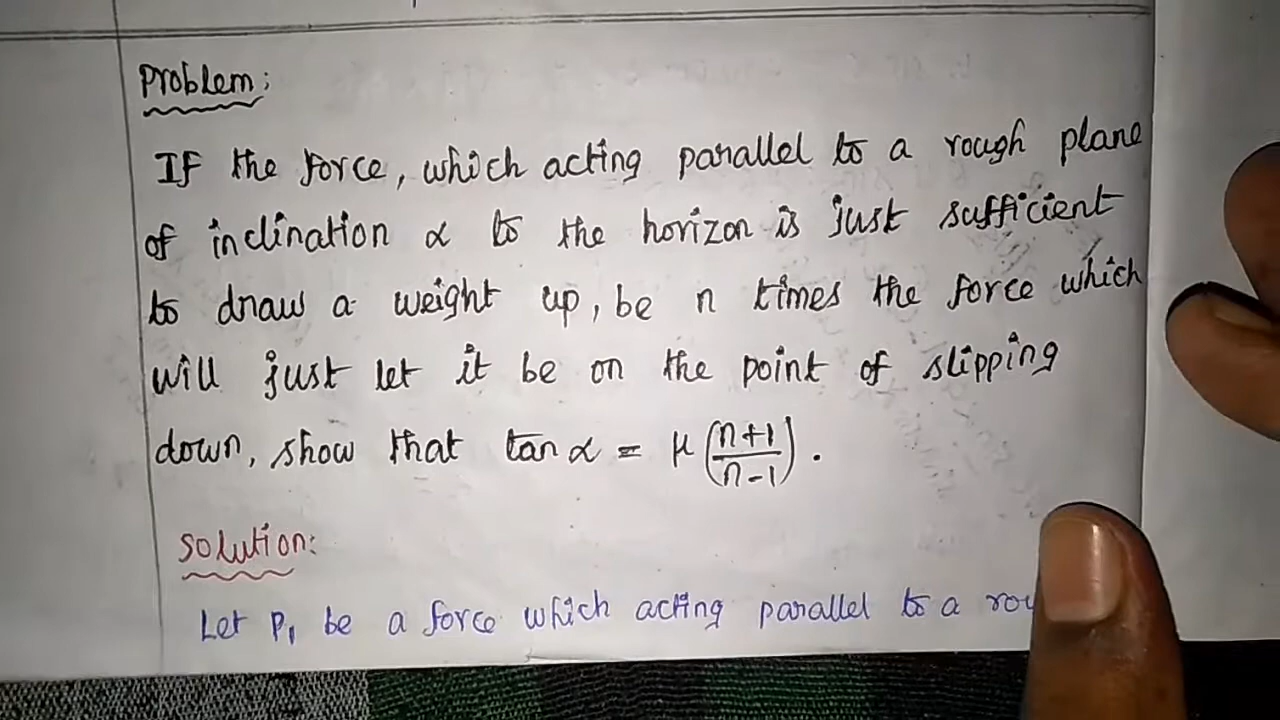 Problem:
If the force, which acting parallel to a rough plane
of inclination α to the horizon is just sufficient
to draw a weight up, be n times the force which
will just let it be on the point of slipping
down, show that tan α = μ (n+1/n-1).
Solution:
Let P₁ be a force which acting parallel to a